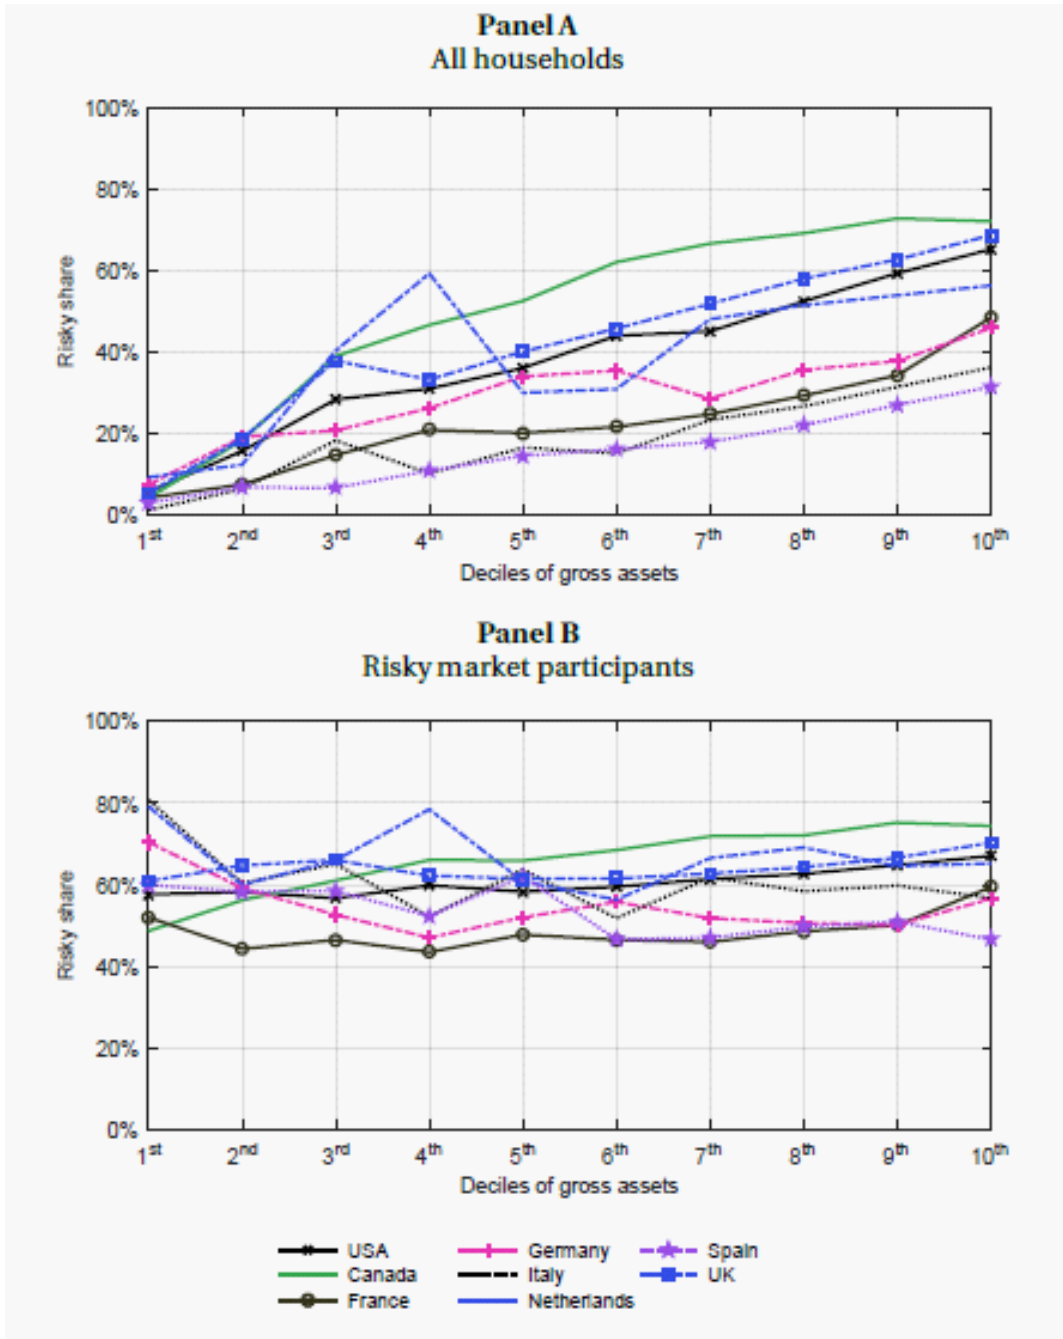 Panel A
All households
100%
80%
60%
40%
20%
0%
Risky share
1st 2nd 3rd 4th 5th 6th 7th 8th 9th 10th
Deciles of gross assets
Panel B
Risky market participants
100%
80%
60%
40%
20%
0%
Risky share
1st 2nd 3rd 4th 5th 6th 7th 8th 9th 10th
Deciles of gross assets
USA Germany Spain
Canada Italy UK
France Netherlands